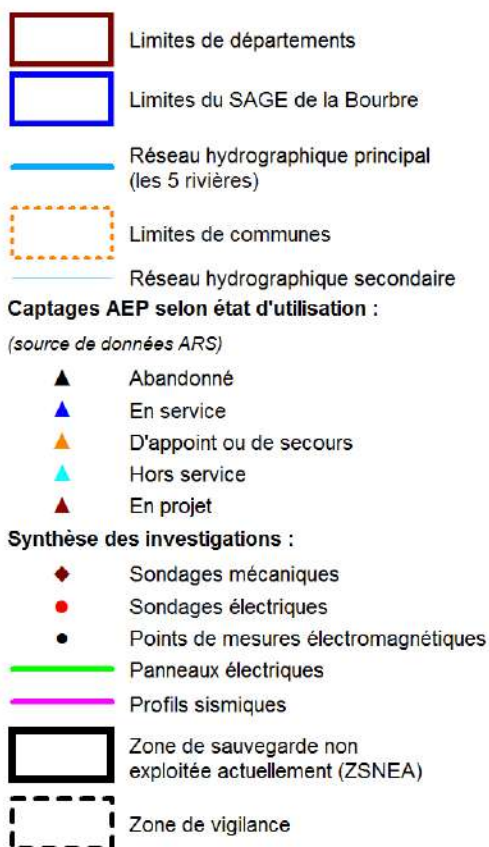 Limites de départements
Limites du SAGE de la Bourbre
Réseau hydrographique principal
(les 5 rivières)
Limites de communes
Réseau hydrographique secondaire
Captages AEP selon état d'utilisation :
(source de données ARS)
Abandonné
En service
D'appoint ou de secours
Hors service
En projet
Synthèse des investigations :
Sondages mécaniques
Sondages électriques
Points de mesures électromagnétiques
Panneaux électriques
Profils sismiques
Zone de sauvegarde non
exploitée actuellement (ZSNEA)
Zone de vigilance